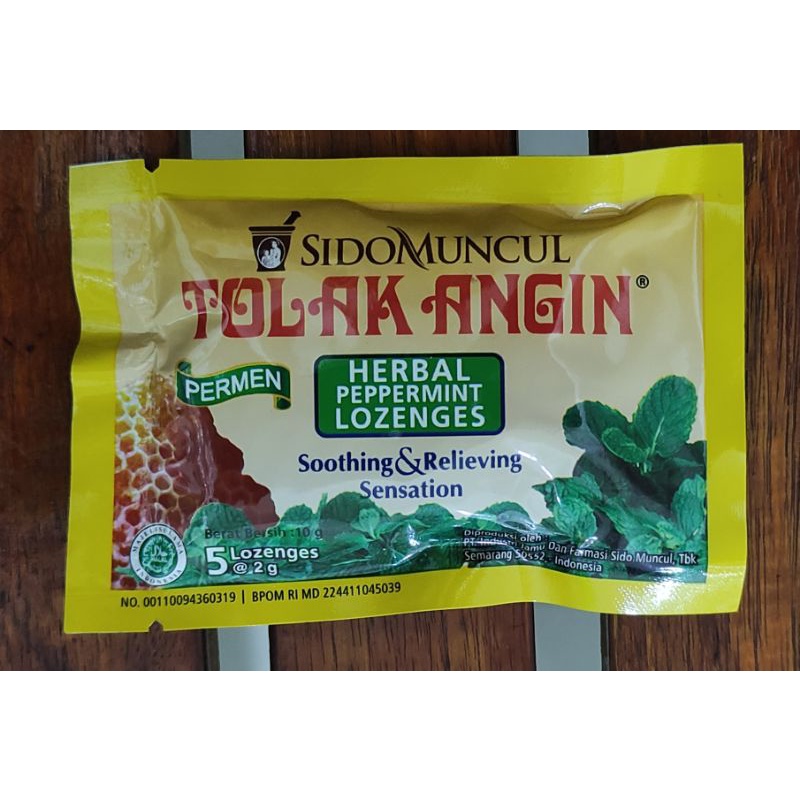 SIDOMUNCUL
TOLAK ANGIN®
PERMEN
HERBAL
PEPPERMINT
LOZENGES
Soothing&Relieving
Sensation
Berat Bersih : 10 g
5 Lozenges
@ 2 g
Diproduksi oleh
PT. Industri Jamu Dan Farmasi Sido Muncul, Tbk
Semarang 50552 - Indonesia
INDONESIA
NO. 00110094360319 | BPOM RI MD 224411045039